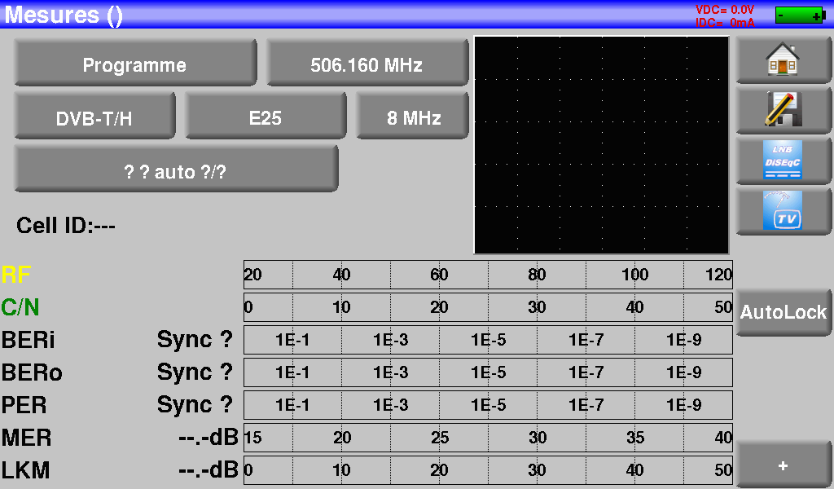 Mesures ()
VDC= 0.0V
IDC= 0mA
- +
Programme
506.160 MHz
DVB-T/H
E25
8 MHz
? ? auto ?/?
LNB
DiSEqC
TV
Cell ID:---
RF 20 40 60 80 100 120
C/N 0 10 20 30 40 50
AutoLock
BERi Sync ? 1E-1 1E-3 1E-5 1E-7 1E-9
BERo Sync ? 1E-1 1E-3 1E-5 1E-7 1E-9
PER Sync ? 1E-1 1E-3 1E-5 1E-7 1E-9
MER --.-dB 15 20 25 30 35 40
LKM --.-dB 0 10 20 30 40 50
+